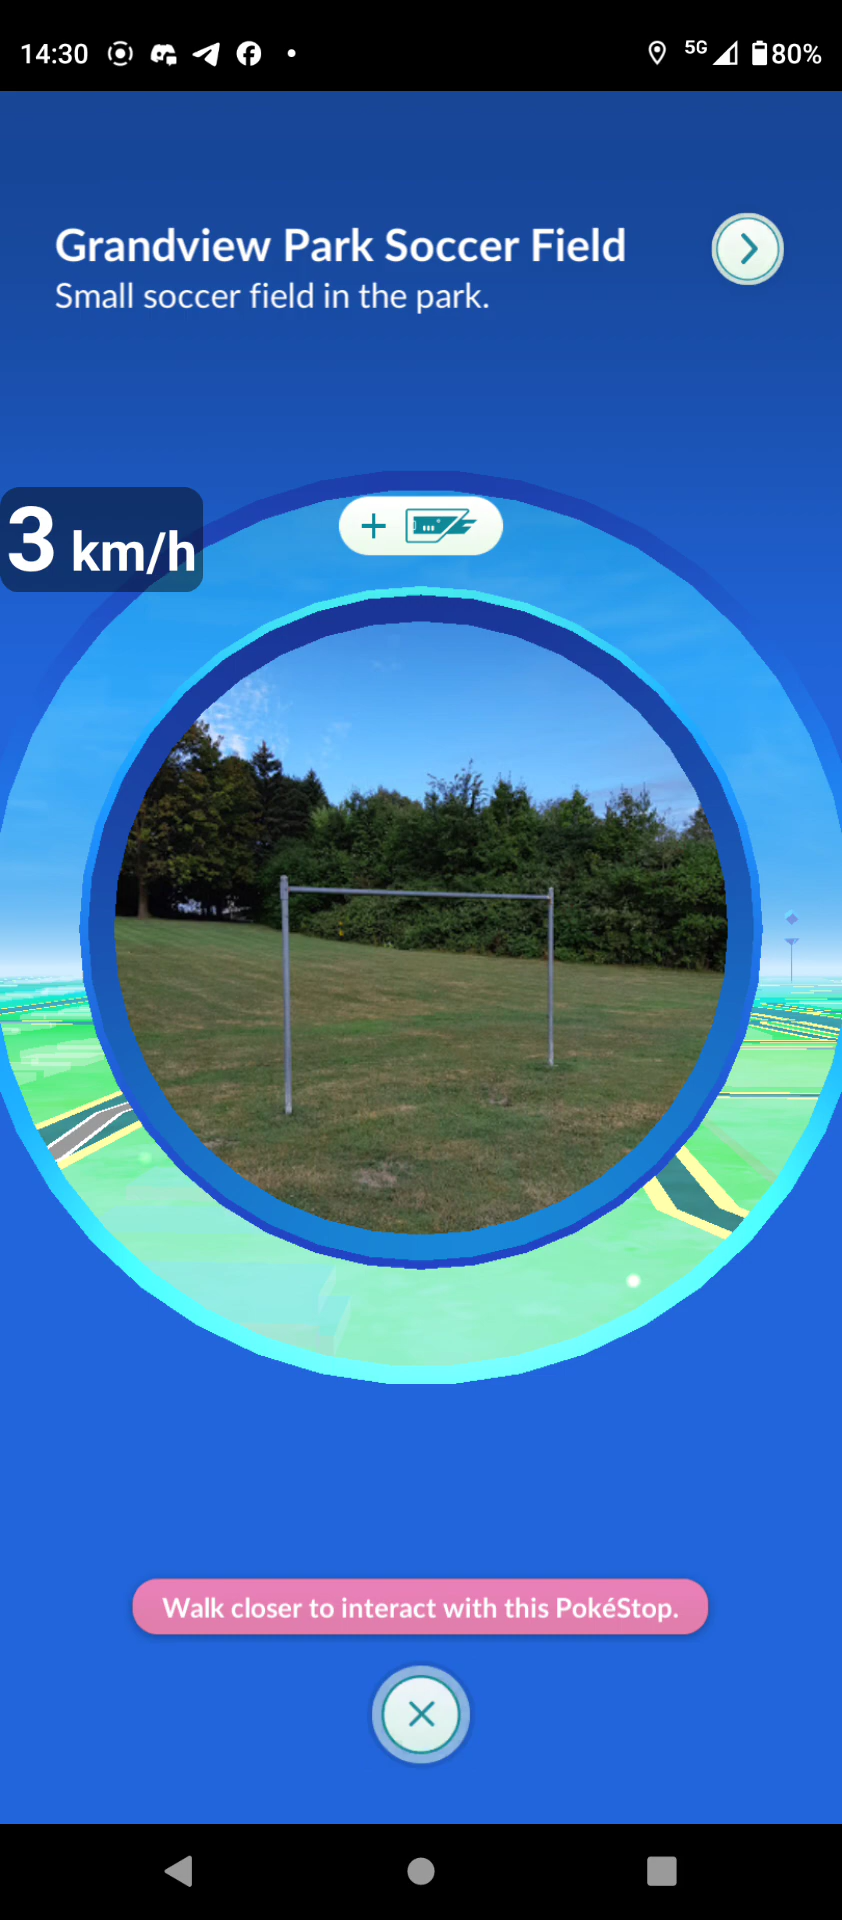 14:30 5G 80%
Grandview Park Soccer Field
Small soccer field in the park.
3 km/h
+
Walk closer to interact with this PokéStop.